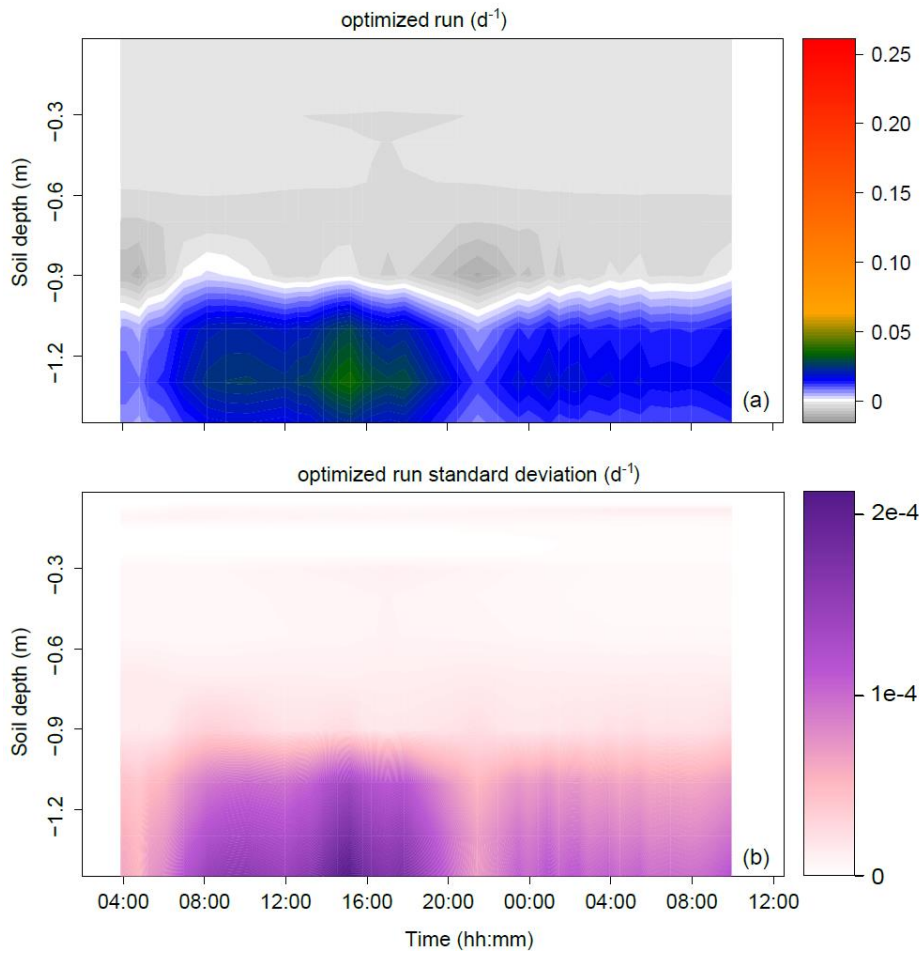 optimized run (d⁻¹)
Soil depth (m)
−0.3
−0.6
−0.9
−1.2
(a)
0.25
0.20
0.15
0.10
0.05
0
optimized run standard deviation (d⁻¹)
Soil depth (m)
−0.3
−0.6
−0.9
−1.2
(b)
2e-4
1e-4
0
04:00 08:00 12:00 16:00 20:00 00:00 04:00 08:00 12:00
Time (hh:mm)